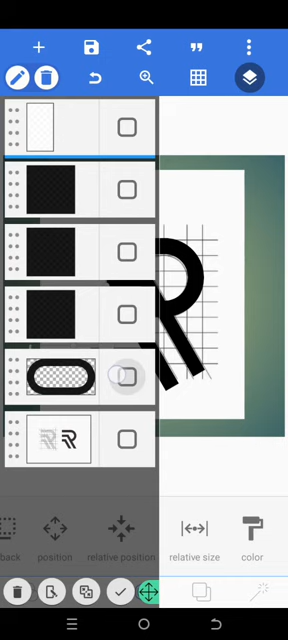 back
position
relative position
relative size
color